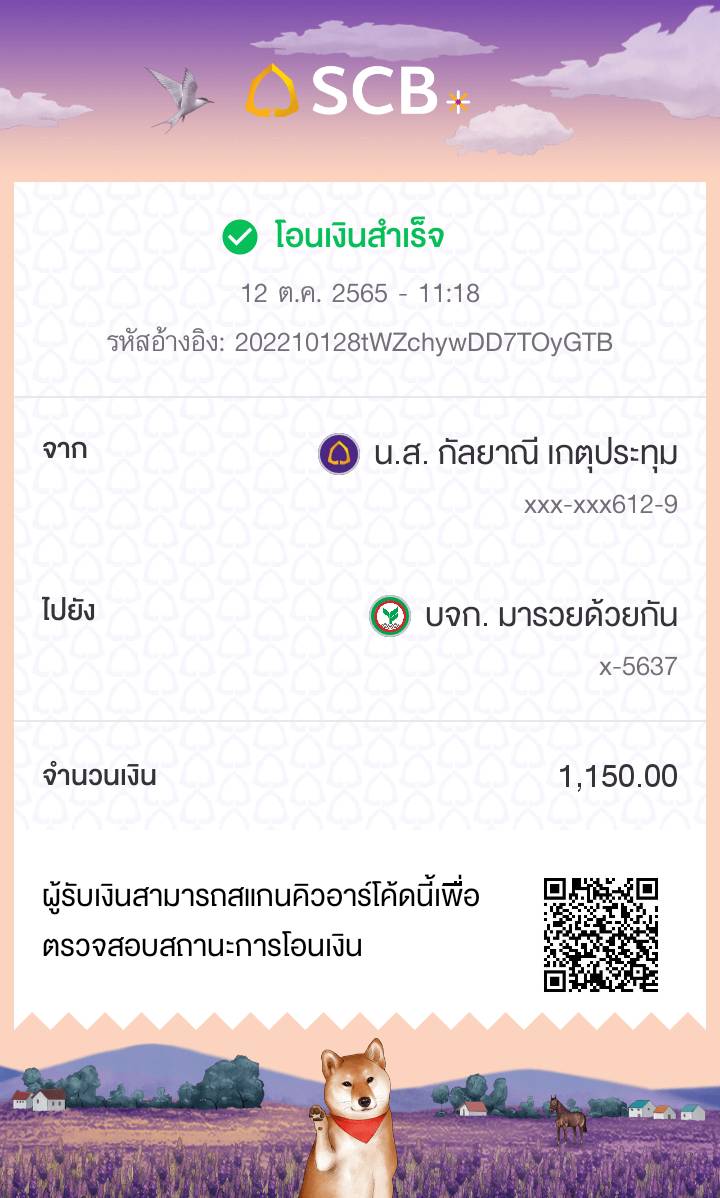 SCB
โอนเงินสำเร็จ
12 ต.ค. 2565 - 11:18
รหัสอ้างอิง: 202210128tWZchywDD7TOyGTB
จาก
น.ส. กัลยาณี เกตุประทุม
xxx-xxx612-9
ไปยัง
บจก. มารวยด้วยกัน
x-5637
จำนวนเงิน
1,150.00
ผู้รับเงินสามารถสแกนคิวอาร์โค้ดนี้เพื่อ
ตรวจสอบสถานะการโอนเงิน